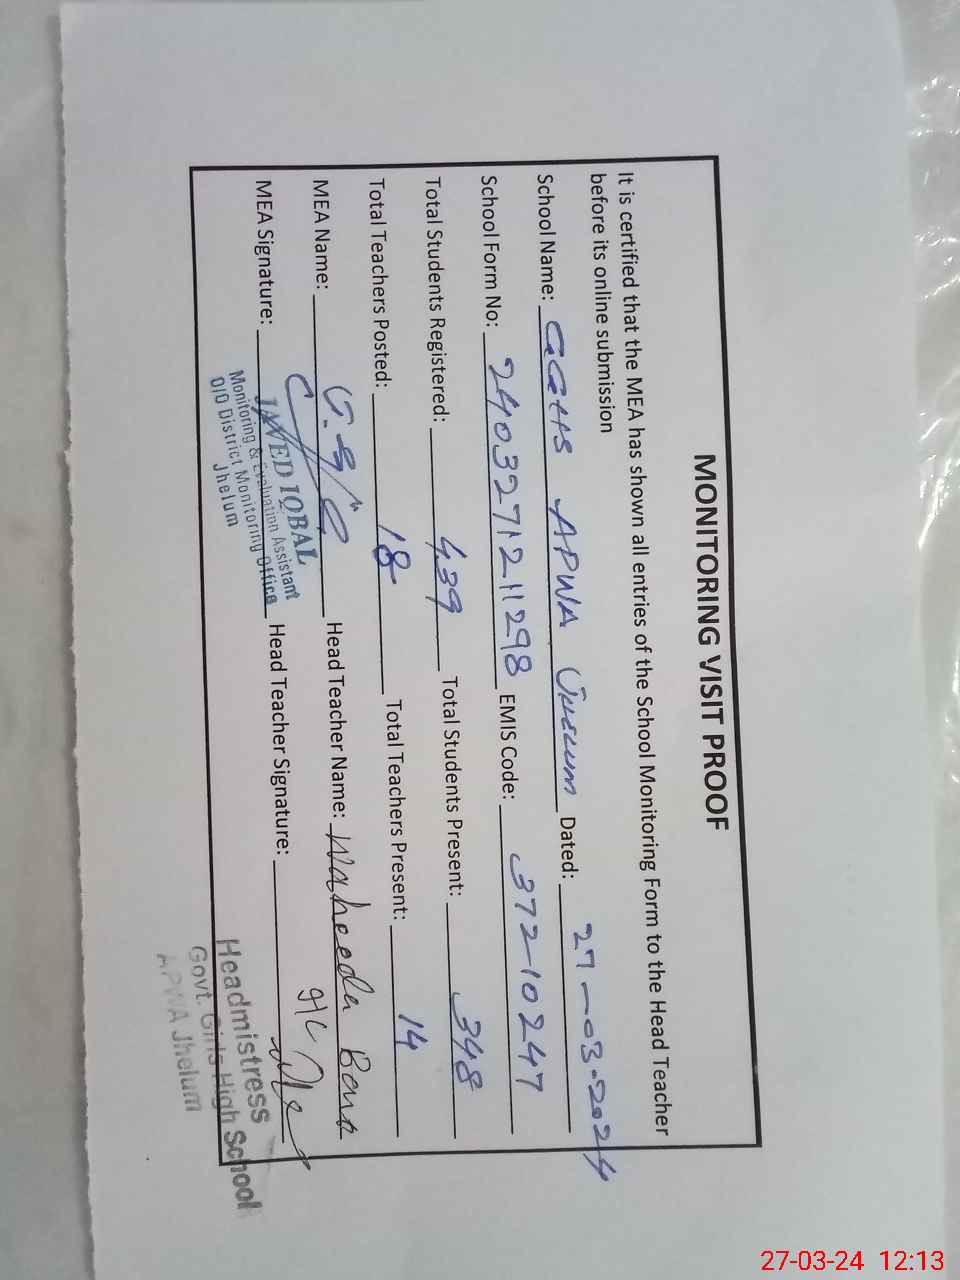 MONITORING VISIT PROOF
It is certified that the MEA has shown all entries of the School Monitoring Form to the Head Teacher
before its online submission
School Name: GGHS APWA Jhelum Dated: 27-03-2024
School Form No: 2403271211298 EMIS Code: 37210247
Total Students Registered: 439 Total Students Present: 348
Total Teachers Posted: 18 Total Teachers Present: 14
MEA Name: Head Teacher Name: Waheeda Bano
MEA Signature: Head Teacher Signature:
JAVED IQBAL
Monitoring & Evaluation Assistant
O/O District Monitoring Office
Jhelum
I/C
Headmistress
Govt. Girls High School
APWA Jhelum
27-03-24 12:13